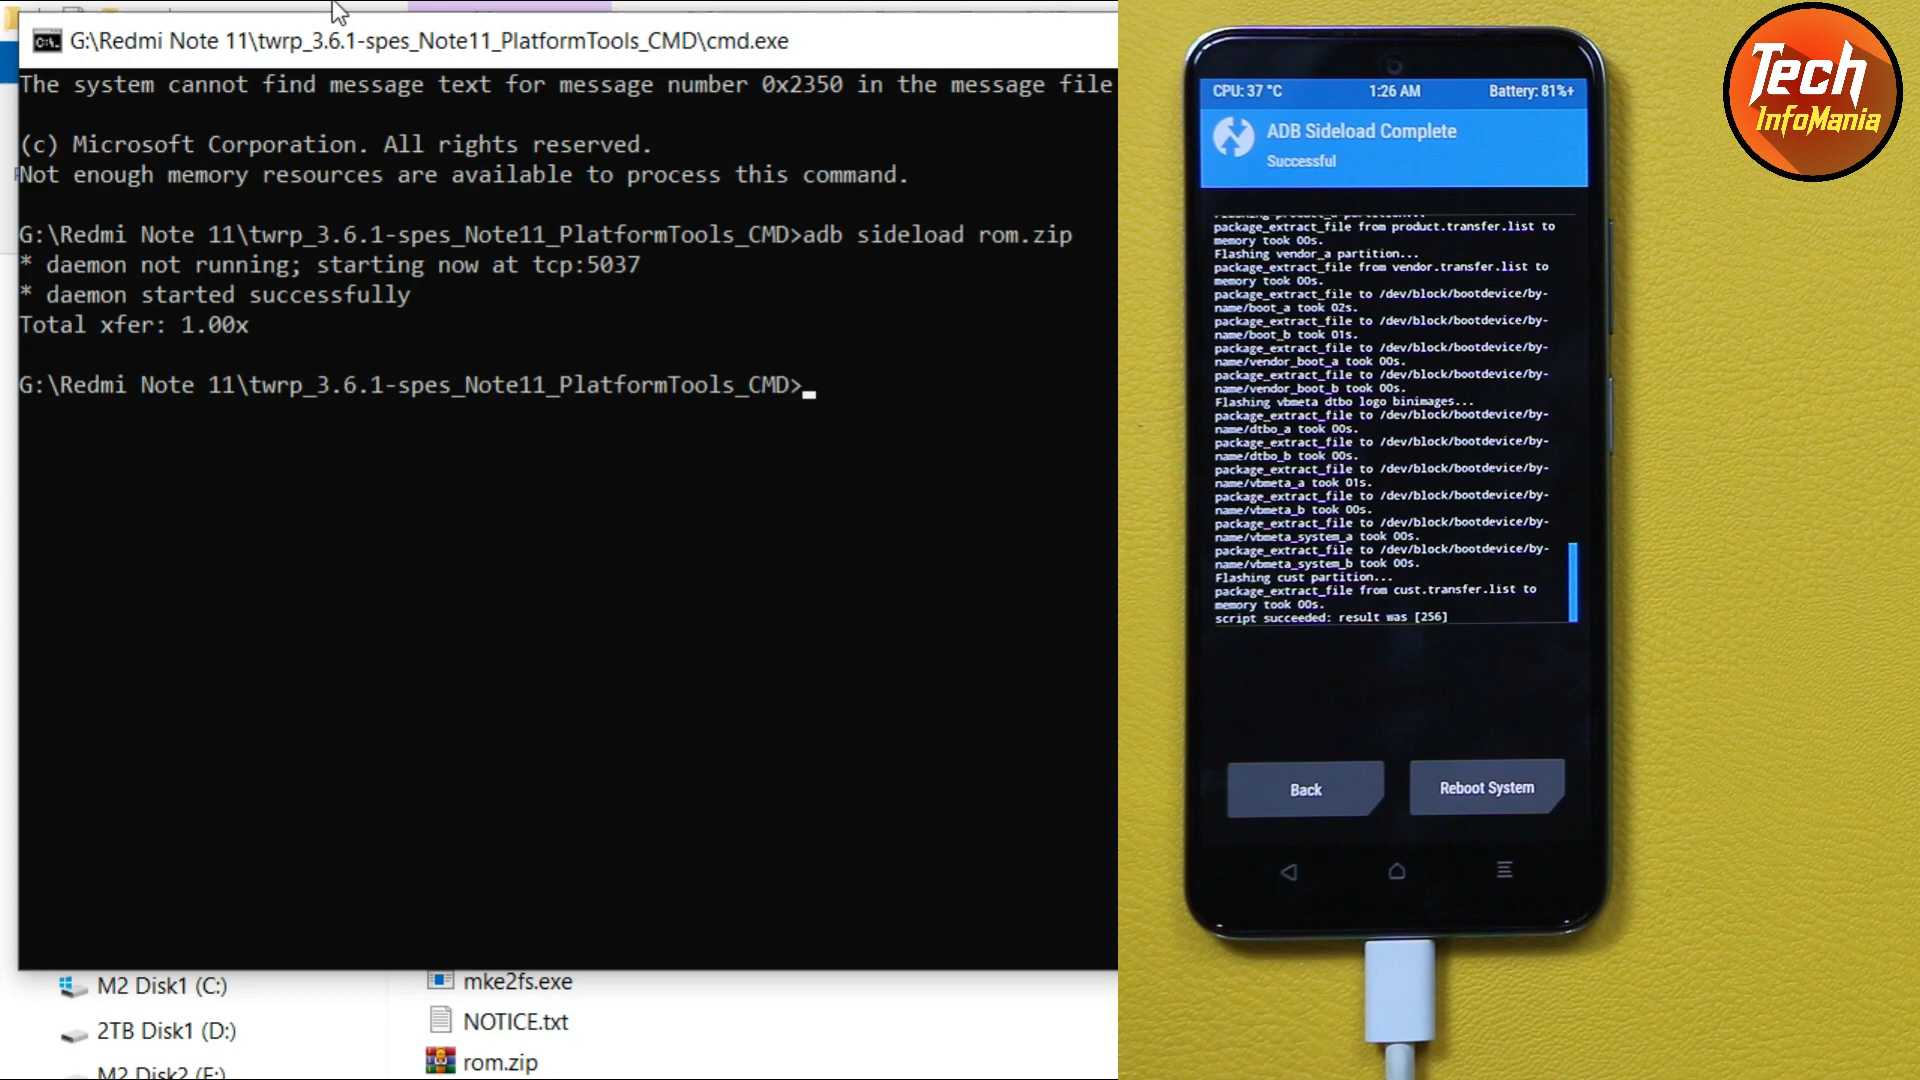 G:\Redmi Note 11\twrp_3.6.1-spes_Note11_PlatformTools_CMD\cmd.exe
The system cannot find message text for message number 0x2350 in the message file
(c) Microsoft Corporation. All rights reserved.
Not enough memory resources are available to process this command.
G:\Redmi Note 11\twrp_3.6.1-spes_Note11_PlatformTools_CMD>adb sideload rom.zip
* daemon not running; starting now at tcp:5037
* daemon started successfully
Total xfer: 1.00x
G:\Redmi Note 11\twrp_3.6.1-spes_Note11_PlatformTools_CMD>
M2 Disk1 (C:)
2TB Disk1 (D:)
M2 Disk2 (E:)
mke2fs.exe
NOTICE.txt
rom.zip
CPU: 37 °C 1:26 AM Battery: 81%+
ADB Sideload Complete
Successful
Flashing product_a partition...
package_extract_file from product.transfer.list to
memory took 00s.
Flashing vendor_a partition...
package_extract_file from vendor.transfer.list to
memory took 00s.
package_extract_file to /dev/block/bootdevice/by-
name/boot_a took 02s.
package_extract_file to /dev/block/bootdevice/by-
name/boot_b took 01s.
package_extract_file to /dev/block/bootdevice/by-
name/vendor_boot_a took 00s.
package_extract_file to /dev/block/bootdevice/by-
name/vendor_boot_b took 00s.
Flashing vbmeta dtbo logo binimages...
package_extract_file to /dev/block/bootdevice/by-
name/dtbo_a took 00s.
package_extract_file to /dev/block/bootdevice/by-
name/dtbo_b took 00s.
package_extract_file to /dev/block/bootdevice/by-
name/vbmeta_a took 01s.
package_extract_file to /dev/block/bootdevice/by-
name/vbmeta_b took 00s.
package_extract_file to /dev/block/bootdevice/by-
name/vbmeta_system_a took 00s.
package_extract_file to /dev/block/bootdevice/by-
name/vbmeta_system_b took 00s.
Flashing cust partition...
package_extract_file from cust.transfer.list to
memory took 00s.
script succeeded: result was [256]
Back
Reboot System
Tech
InfoMania